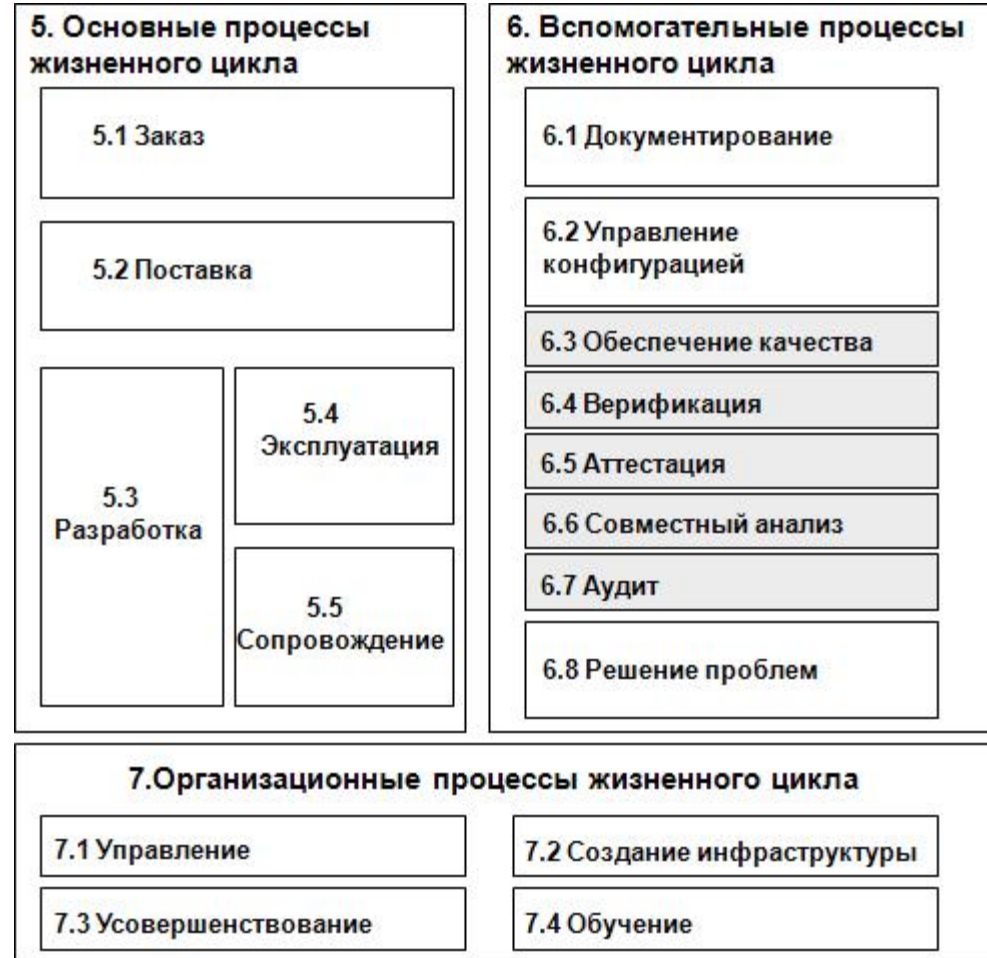 5. Основные процессы
жизненного цикла
5.1 Заказ
5.2 Поставка
5.3
Разработка
5.4
Эксплуатация
5.5
Сопровождение
6. Вспомогательные процессы
жизненного цикла
6.1 Документирование
6.2 Управление
конфигурацией
6.3 Обеспечение качества
6.4 Верификация
6.5 Аттестация
6.6 Совместный анализ
6.7 Аудит
6.8 Решение проблем
7.Организационные процессы жизненного цикла
7.1 Управление
7.2 Создание инфраструктуры
7.3 Усовершенствование
7.4 Обучение